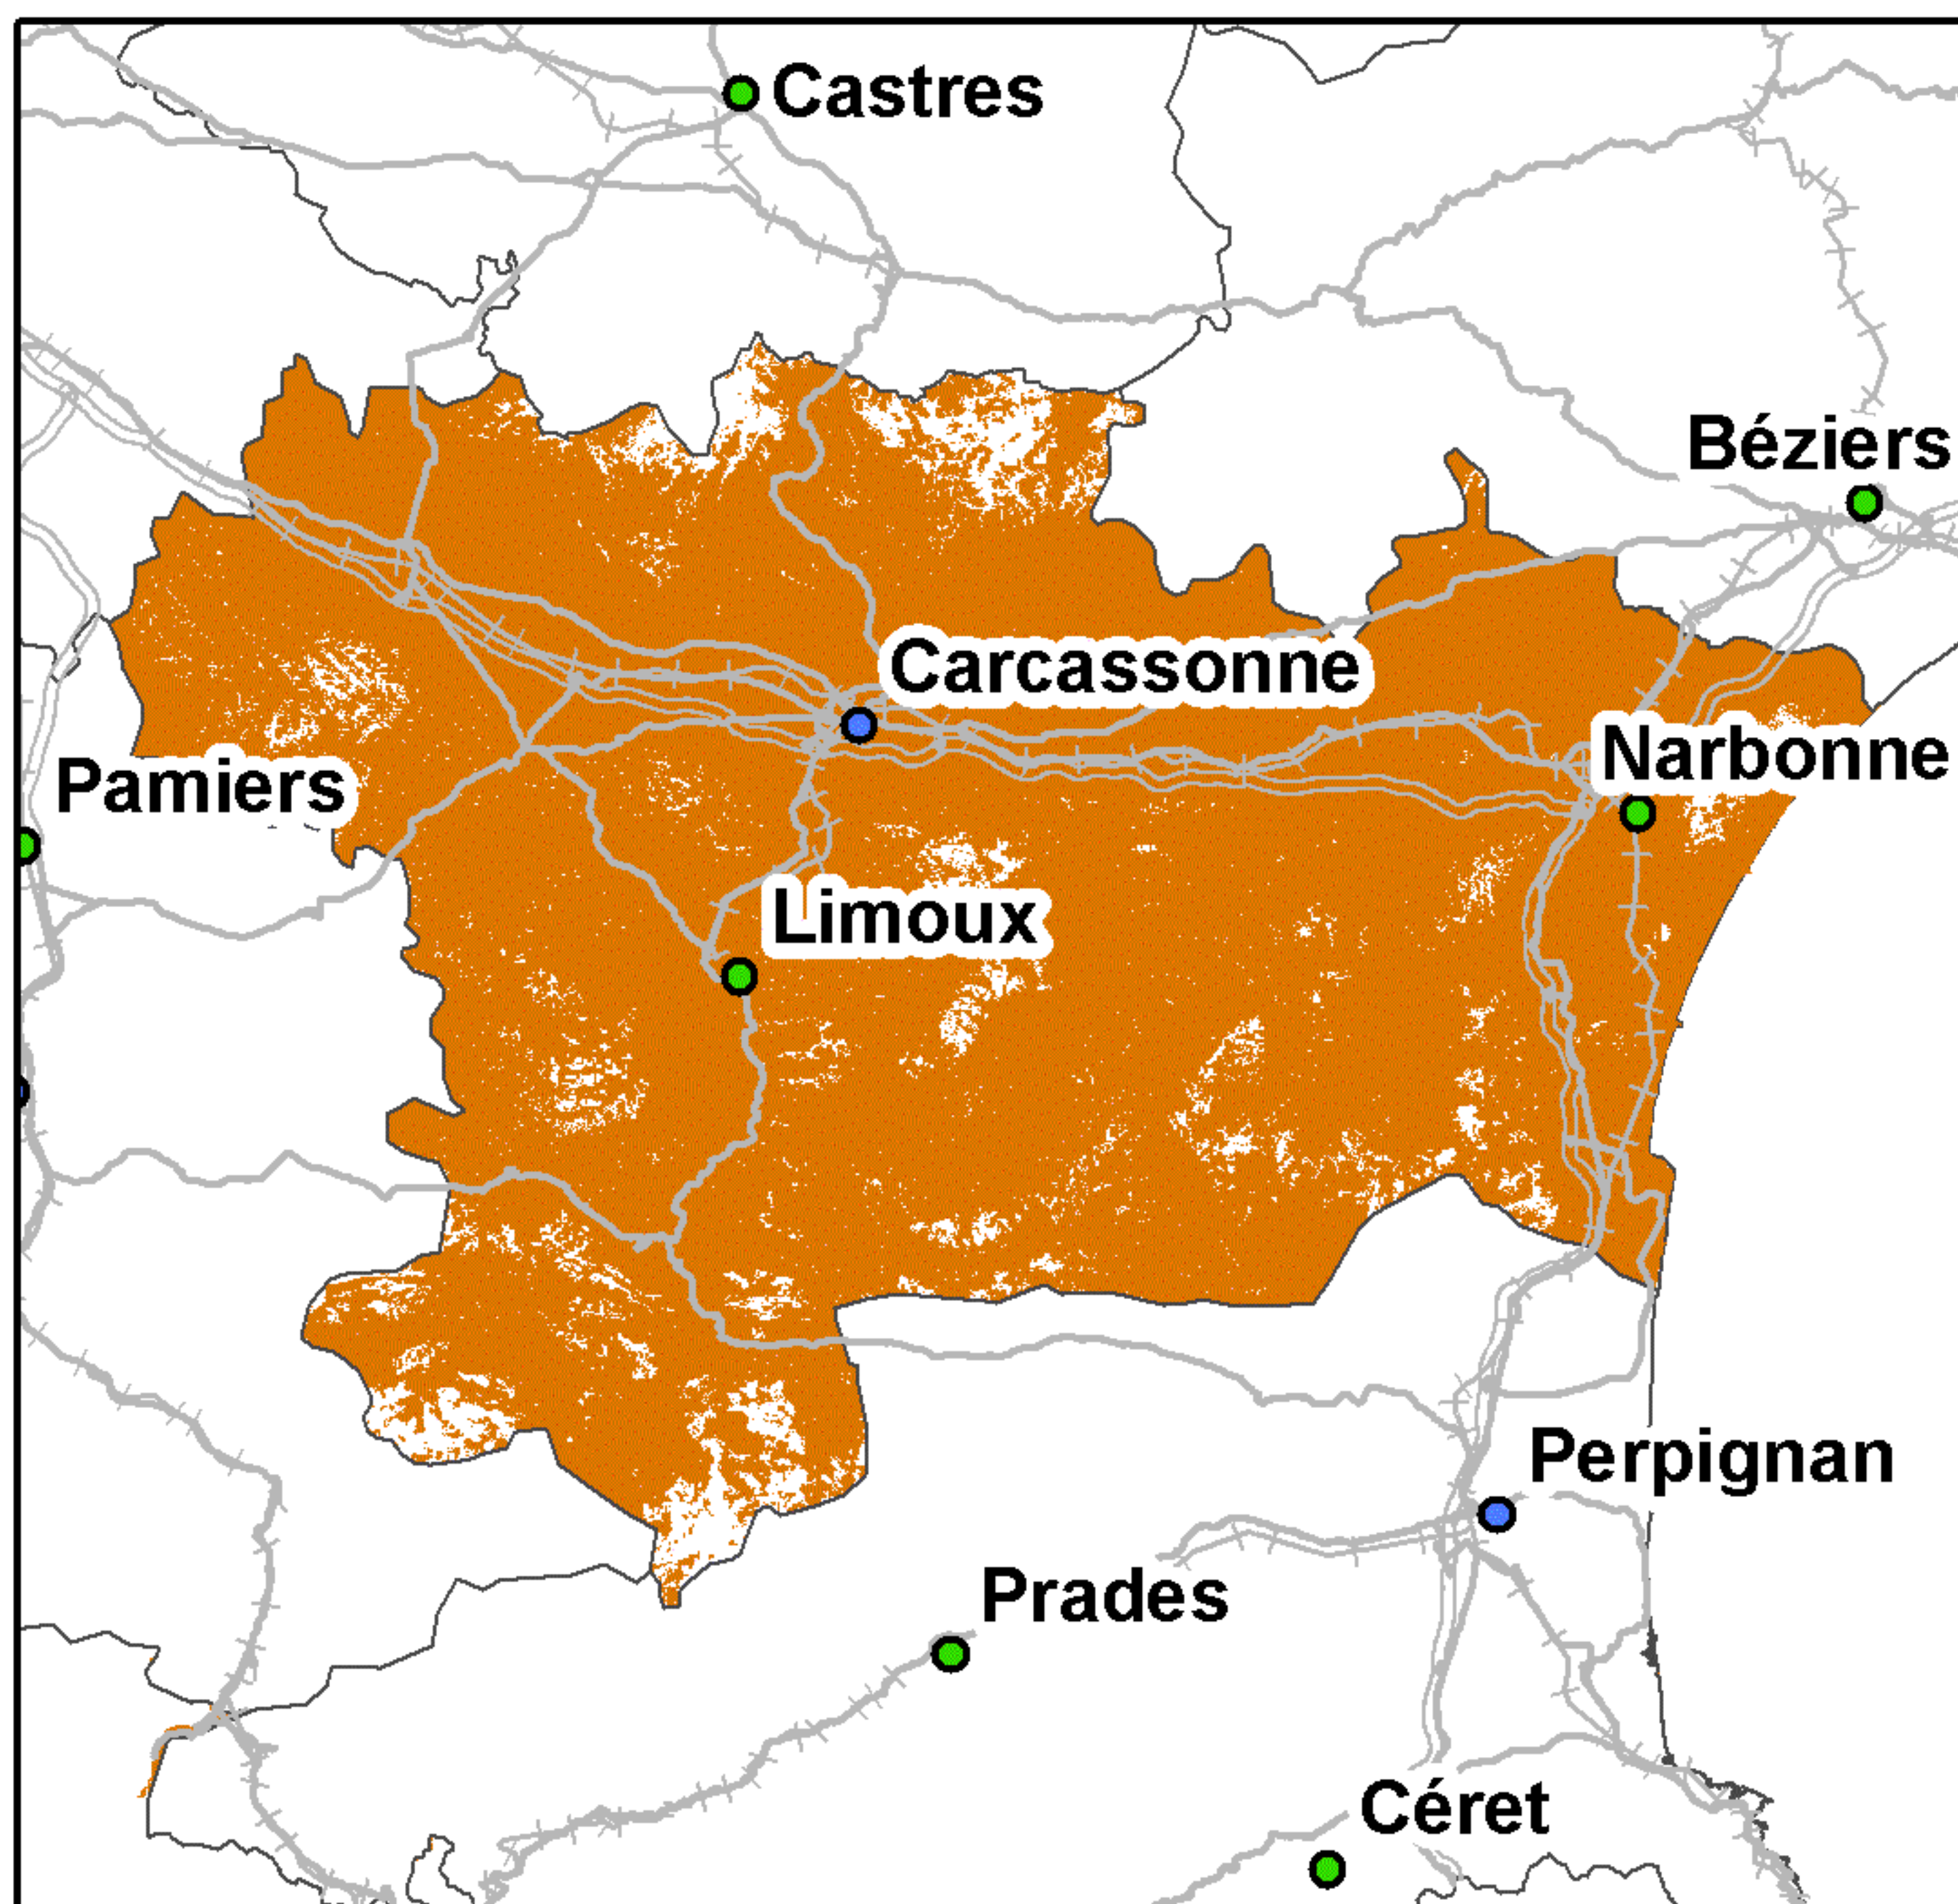 Castres
Béziers
Carcassonne
Narbonne
Pamiers
Limoux
Perpignan
Prades
Céret